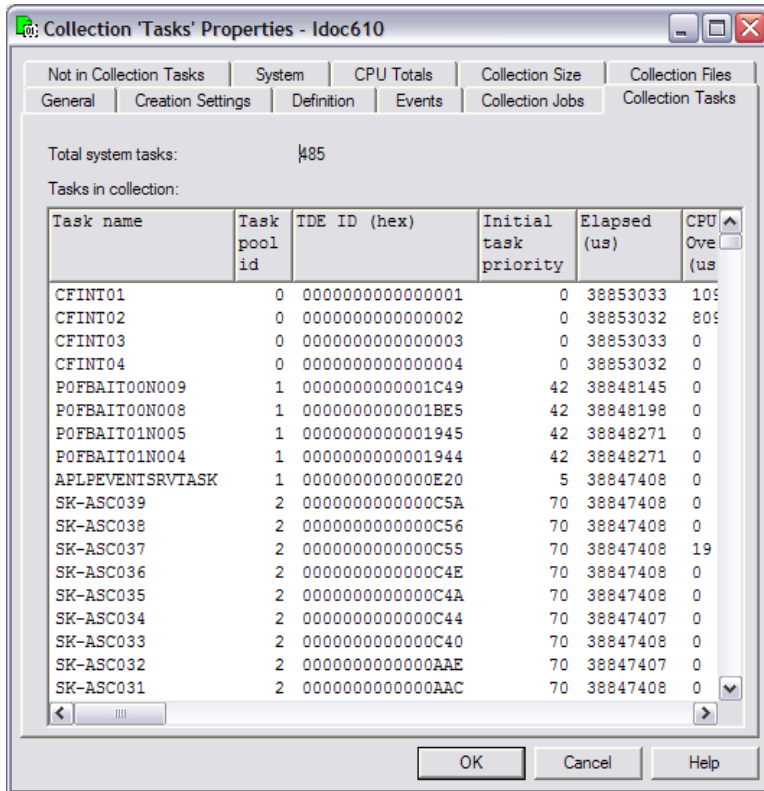 Collection 'Tasks' Properties - Idoc610
Not in Collection Tasks System CPU Totals Collection Size Collection Files
General Creation Settings Definition Events Collection Jobs Collection Tasks
Total system tasks: 485
Tasks in collection:
Task name Task TDE ID (hex) Initial Elapsed CPU
pool task (us) Ove
id priority (us
CFINT01 0 0000000000000001 0 38853033 109
CFINT02 0 0000000000000002 0 38853032 809
CFINT03 0 0000000000000003 0 38853033 0
CFINT04 0 0000000000000004 0 38853032 0
P0FBAIT00N009 1 0000000000001C49 42 38848145 0
P0FBAIT00N008 1 0000000000001BE5 42 38848198 0
P0FBAIT01N005 1 0000000000001945 42 38848271 0
P0FBAIT01N004 1 0000000000001944 42 38848271 0
APLPEVENTSRVTASK 1 0000000000000E20 5 38847408 0
SK-ASC039 2 0000000000000C5A 70 38847408 0
SK-ASC038 2 0000000000000C56 70 38847408 0
SK-ASC037 2 0000000000000C55 70 38847408 19
SK-ASC036 2 0000000000000C4E 70 38847408 0
SK-ASC035 2 0000000000000C4A 70 38847408 0
SK-ASC034 2 0000000000000C44 70 38847407 0
SK-ASC033 2 0000000000000C40 70 38847408 0
SK-ASC032 2 0000000000000AAE 70 38847407 0
SK-ASC031 2 0000000000000AAC 70 38847408 0
OK Cancel Help